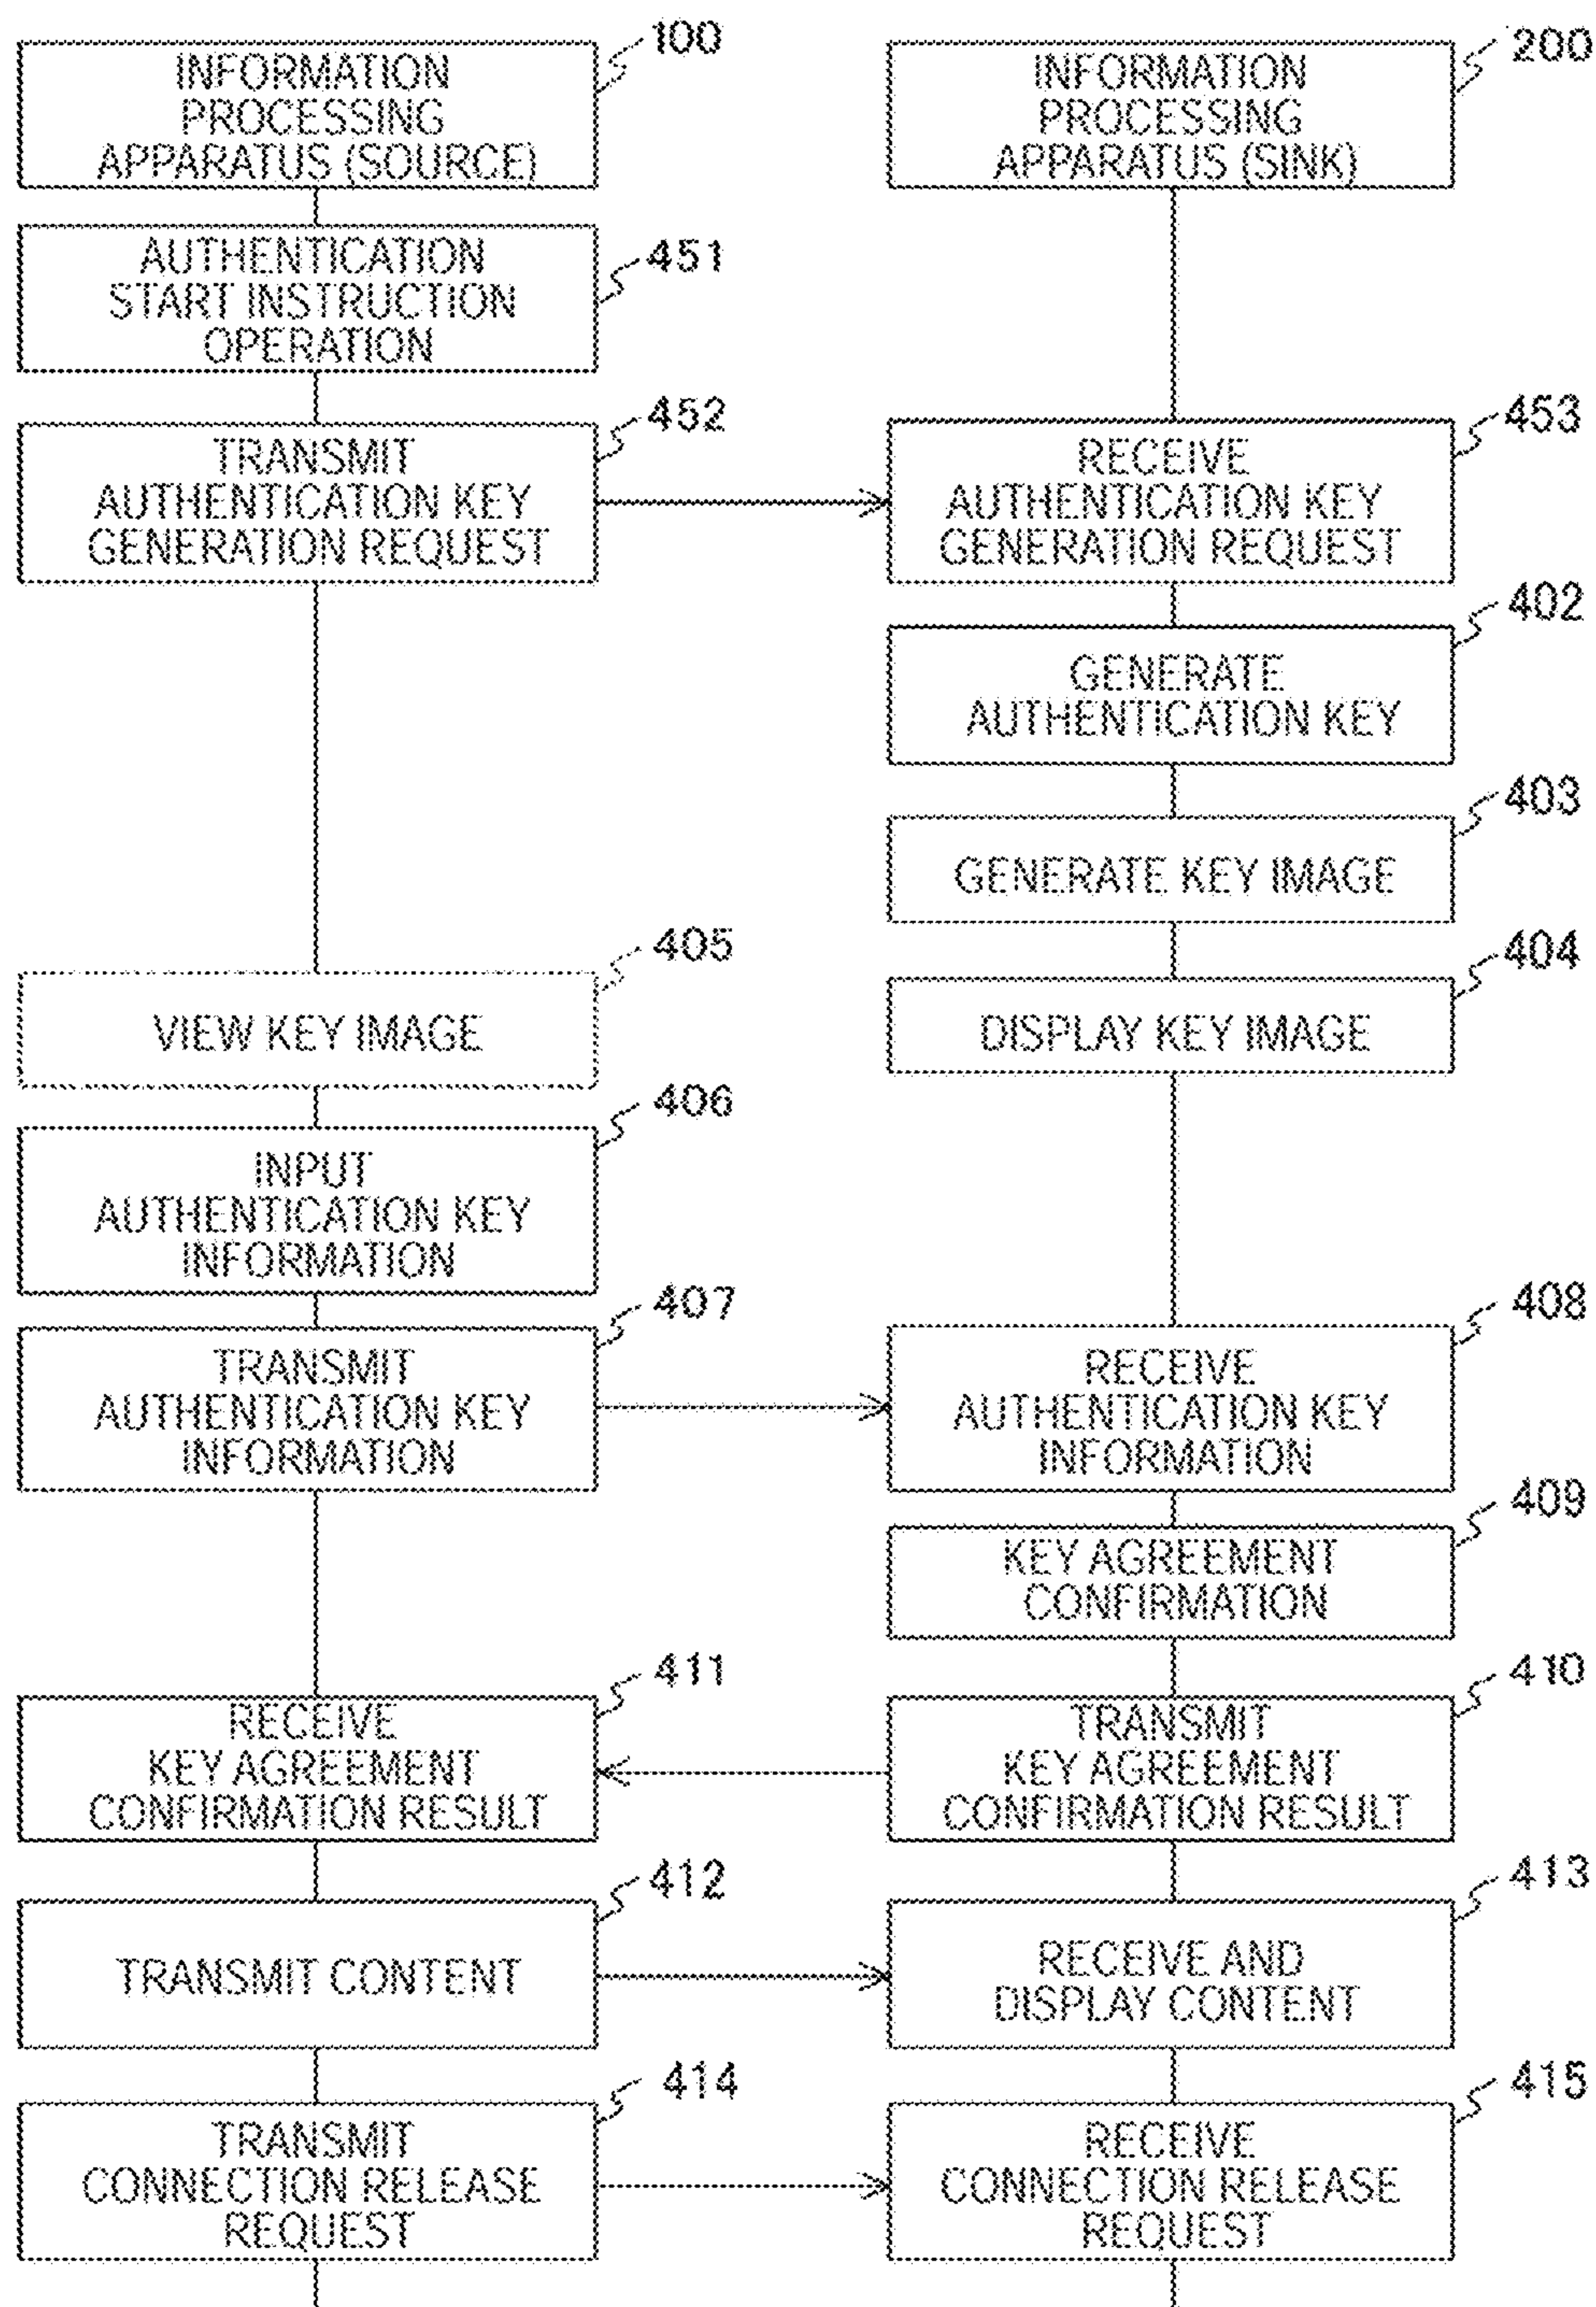 100
INFORMATION
PROCESSING
APPARATUS (SOURCE)
200
INFORMATION
PROCESSING
APPARATUS (SINK)
451
AUTHENTICATION
START INSTRUCTION
OPERATION
452
TRANSMIT
AUTHENTICATION KEY
GENERATION REQUEST
453
RECEIVE
AUTHENTICATION KEY
GENERATION REQUEST
402
GENERATE
AUTHENTICATION KEY
403
GENERATE KEY IMAGE
404
DISPLAY KEY IMAGE
405
VIEW KEY IMAGE
406
INPUT
AUTHENTICATION KEY
INFORMATION
407
TRANSMIT
AUTHENTICATION KEY
INFORMATION
408
RECEIVE
AUTHENTICATION KEY
INFORMATION
409
KEY AGREEMENT
CONFIRMATION
410
TRANSMIT
KEY AGREEMENT
CONFIRMATION RESULT
411
RECEIVE
KEY AGREEMENT
CONFIRMATION RESULT
412
TRANSMIT CONTENT
413
RECEIVE AND
DISPLAY CONTENT
414
TRANSMIT
CONNECTION RELEASE
REQUEST
415
RECEIVE
CONNECTION RELEASE
REQUEST